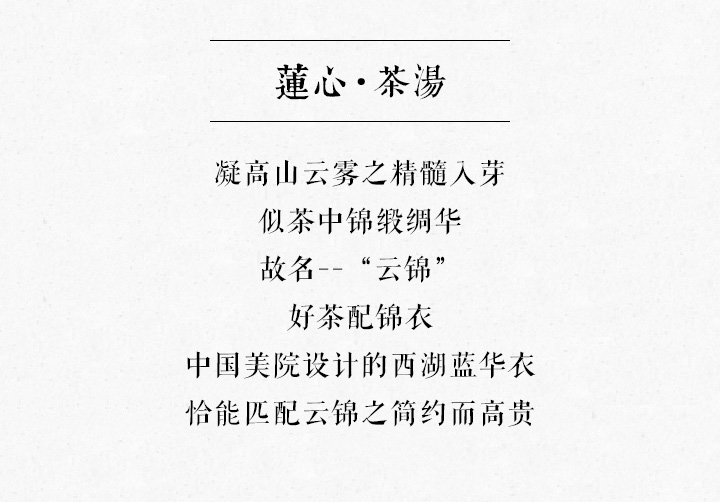 蓮心·茶湯
凝高山云雾之精髓入芽
似茶中锦缎绸华
故名--“云锦”
好茶配锦衣
中国美院设计的西湖蓝华衣
恰能匹配云锦之简约而高贵